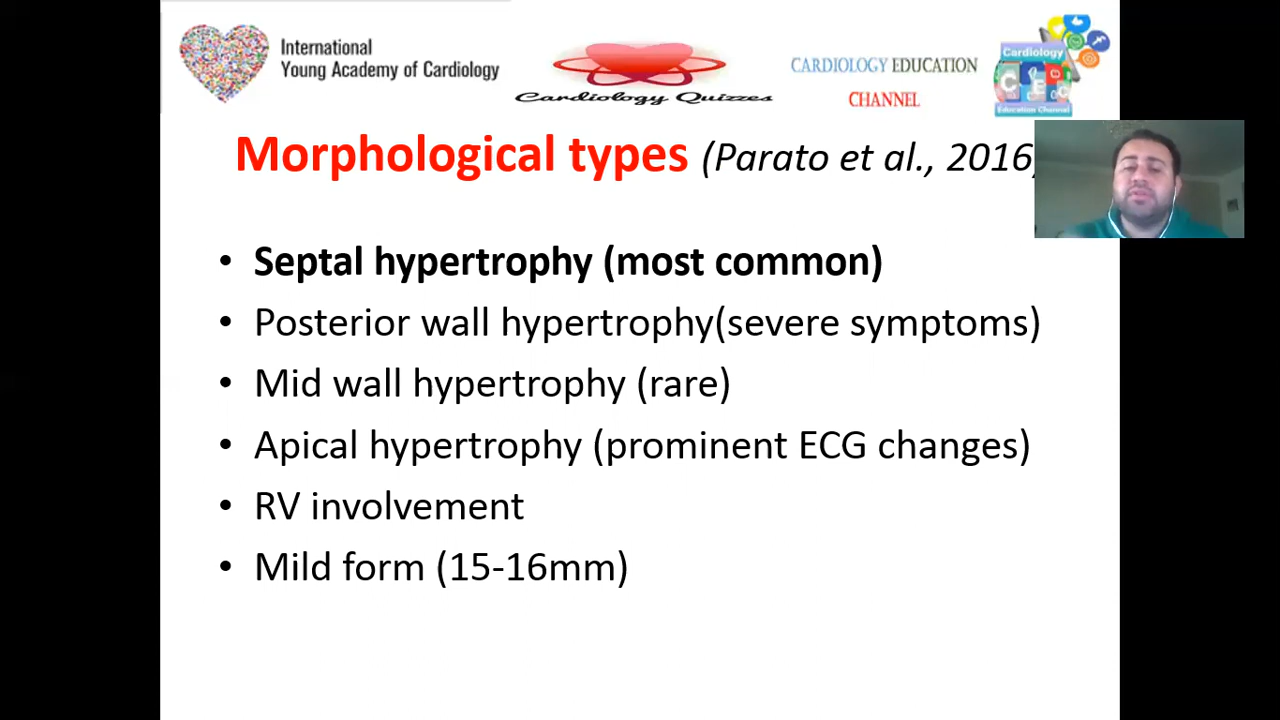 International
Young Academy of Cardiology
Cardiology Quizzes
CARDIOLOGY EDUCATION
CHANNEL
Cardiology
C E C
Education Channel
Morphological types (Parato et al., 2016
• Septal hypertrophy (most common)
• Posterior wall hypertrophy(severe symptoms)
• Mid wall hypertrophy (rare)
• Apical hypertrophy (prominent ECG changes)
• RV involvement
• Mild form (15-16mm)